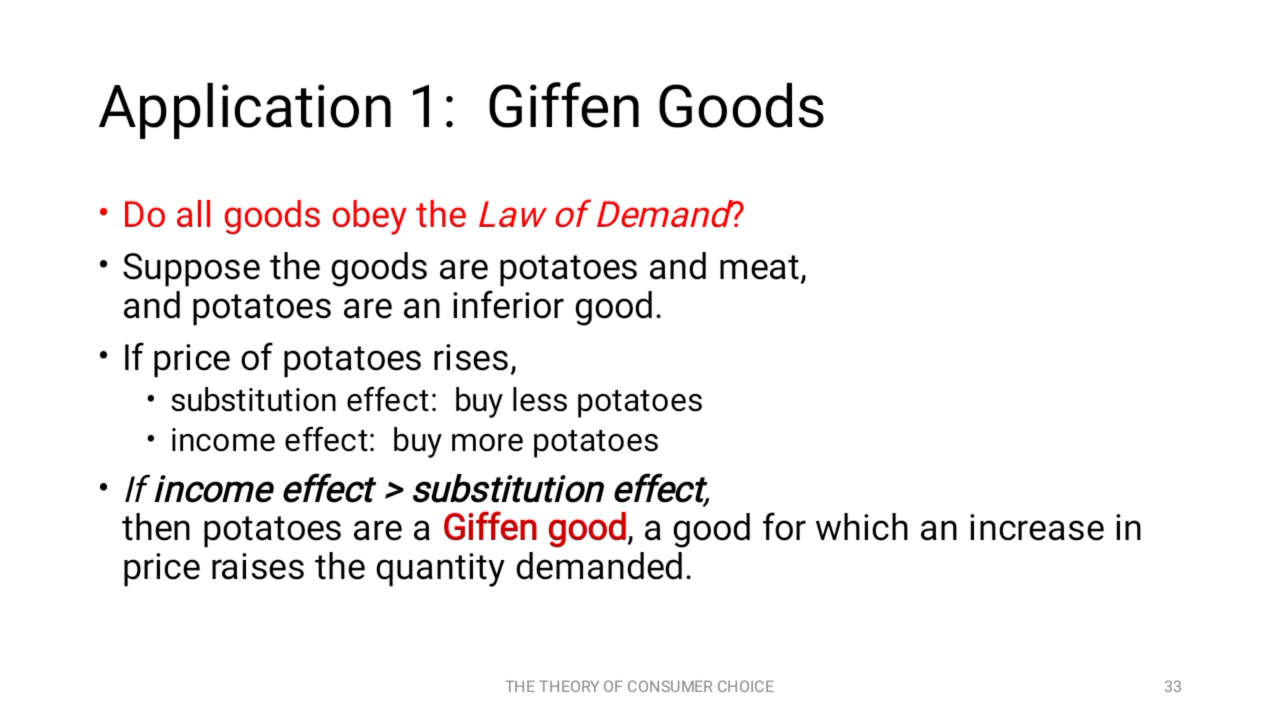 Application 1: Giffen Goods
• Do all goods obey the Law of Demand?
• Suppose the goods are potatoes and meat,
and potatoes are an inferior good.
• If price of potatoes rises,
• substitution effect: buy less potatoes
• income effect: buy more potatoes
• If income effect > substitution effect,
then potatoes are a Giffen good, a good for which an increase in
price raises the quantity demanded.
THE THEORY OF CONSUMER CHOICE
33